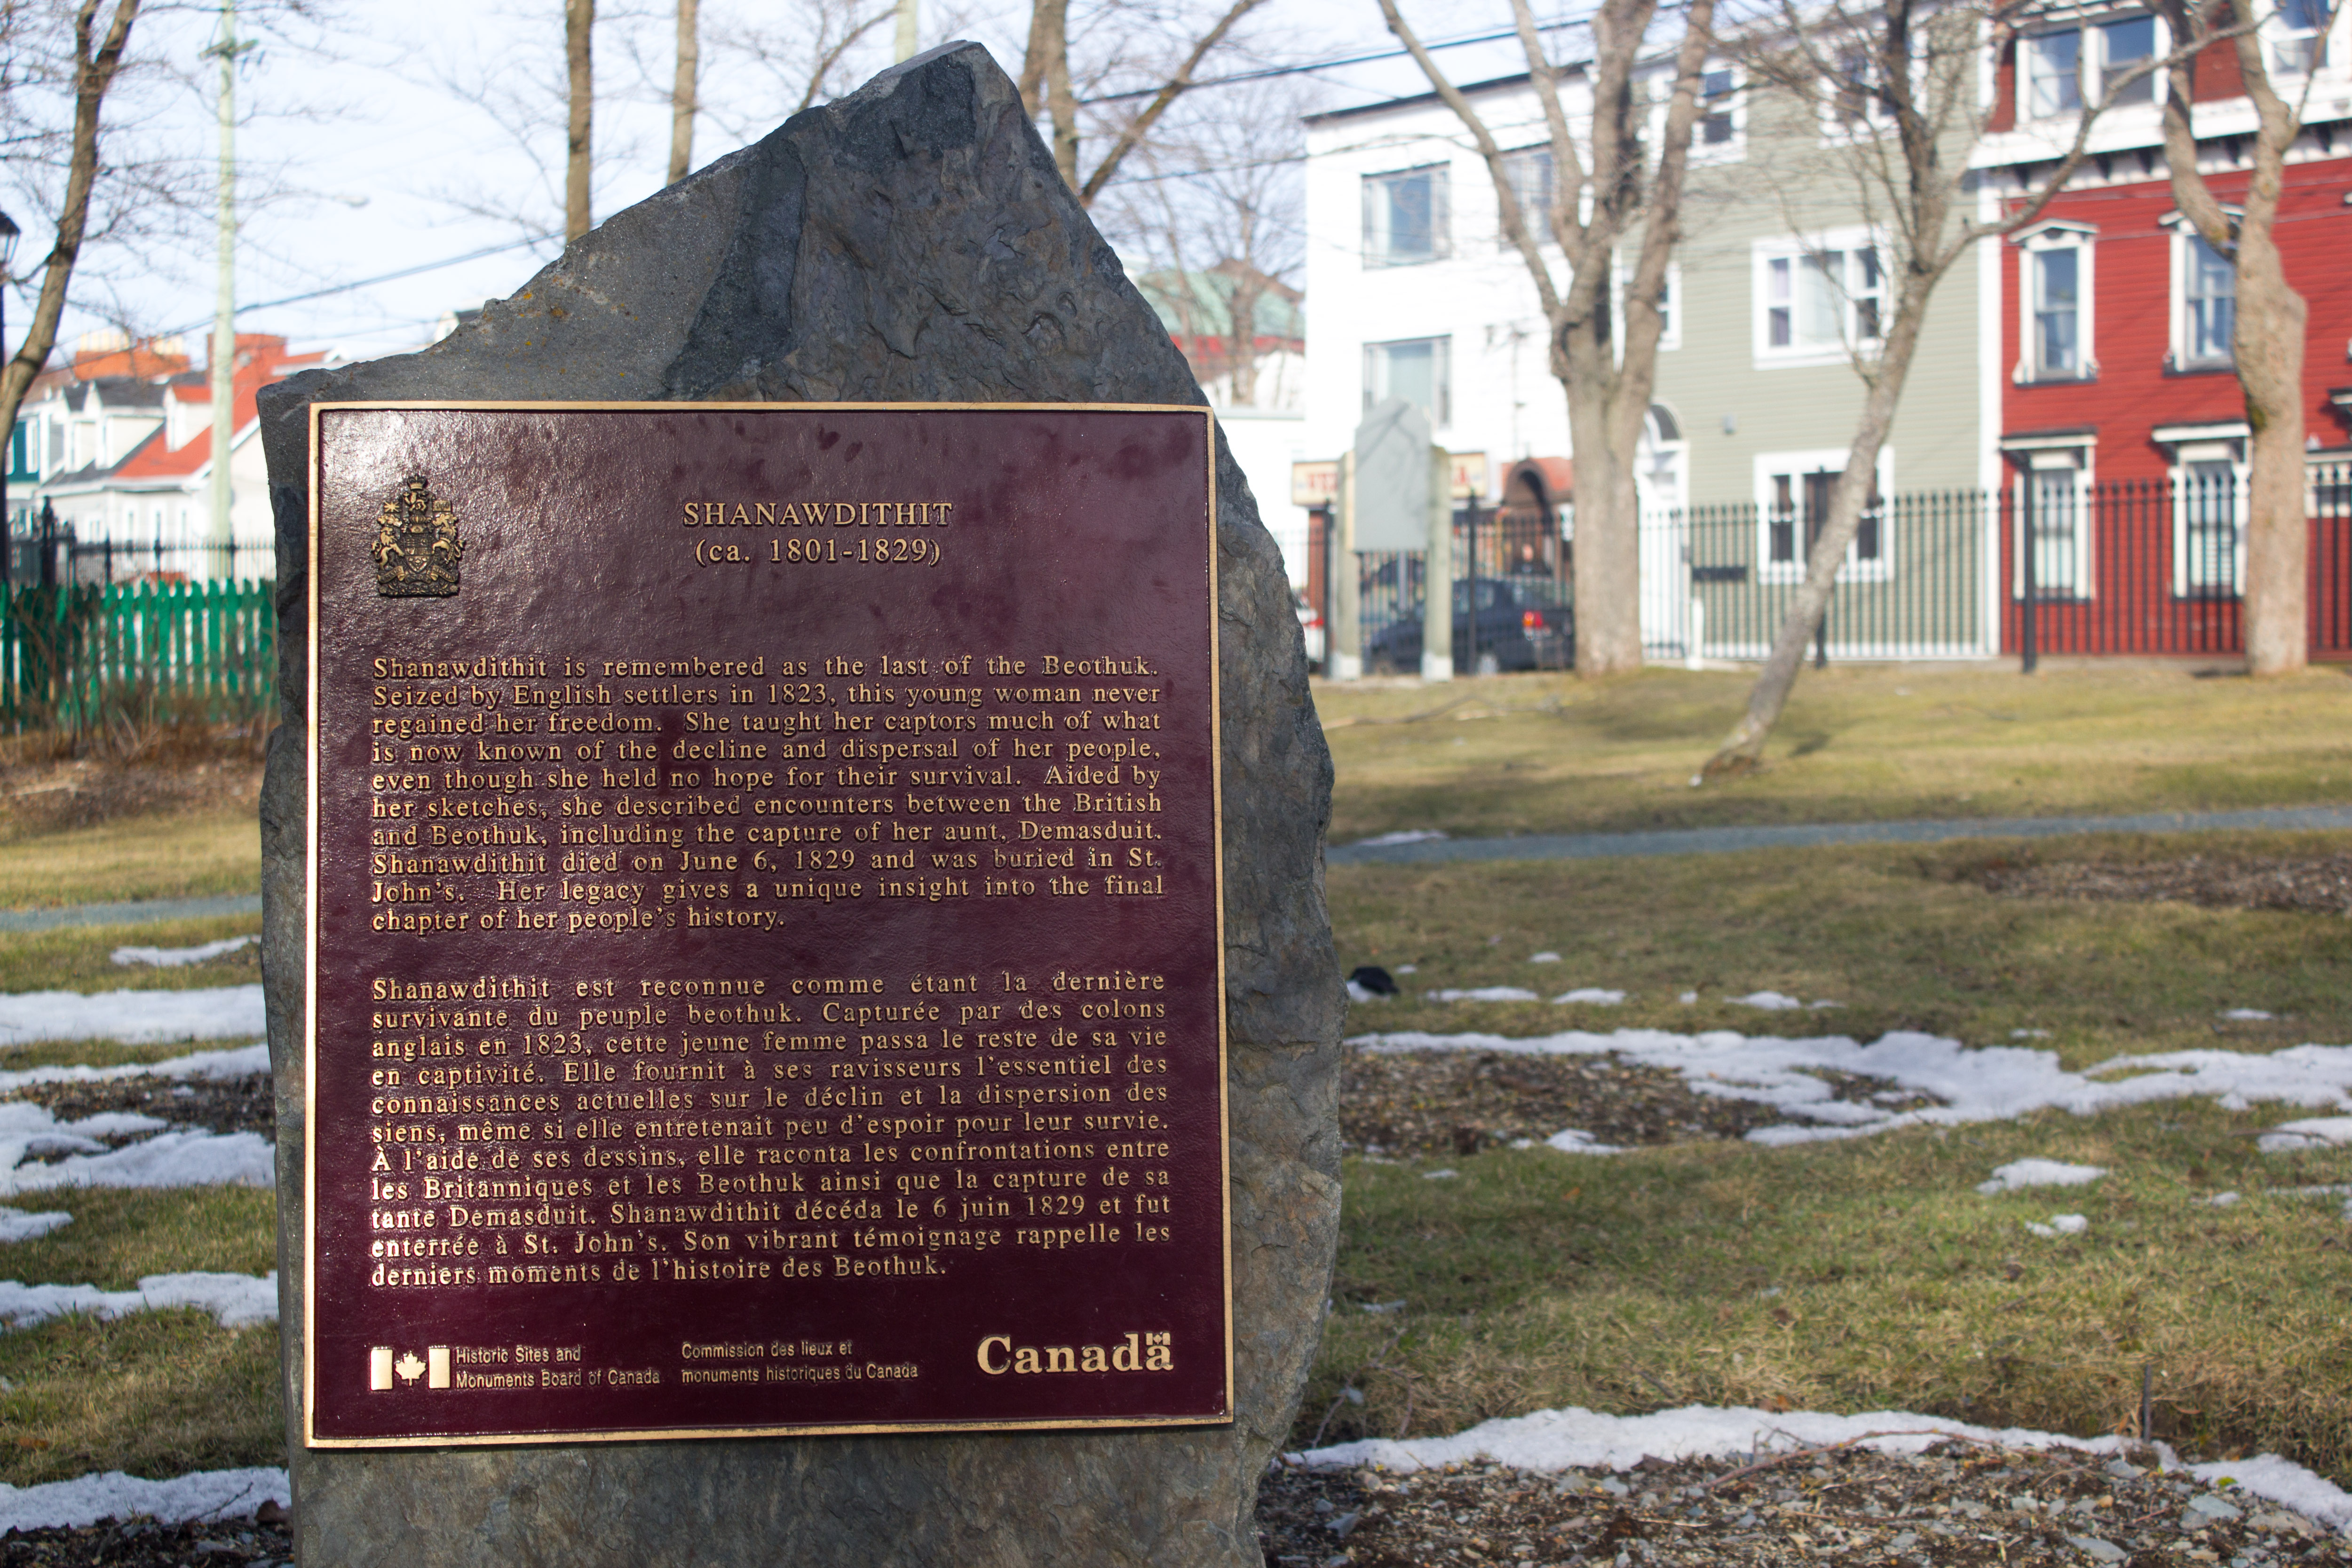 SHANAWDITHIT
(ca. 1801-1829)
Shanawdithit is remembered as the last of the Beothuk.
Seized by English settlers in 1823, this young woman never
regained her freedom. She taught her captors much of what
is now known of the decline and dispersal of her people,
even though she held no hope for their survival. Aided by
her sketches, she described encounters between the British
and Beothuk, including the capture of her aunt, Demasduit.
Shanawdithit died on June 6, 1829 and was buried in St.
John's. Her legacy gives a unique insight into the final
chapter of her people's history.
Shanawdithit est reconnue comme étant la dernière
survivante du peuple beothuk. Capturée par des colons
anglais en 1823, cette jeune femme passa le reste de sa vie
en captivité. Elle fournit à ses ravisseurs l'essentiel des
connaissances actuelles sur le déclin et la dispersion des
siens, même si elle entretenait peu d'espoir pour leur survie.
À l'aide de ses dessins, elle raconta les confrontations entre
les Britanniques et les Beothuk ainsi que la capture de sa
tante Demasduit. Shanawdithit décéda le 6 juin 1829 et fut
enterrée à St. John's. Son vibrant témoignage rappelle les
derniers moments de l'histoire des Beothuk.
Historic Sites and
Monuments Board of Canada
Commission des lieux et
monuments historiques du Canada
Canada